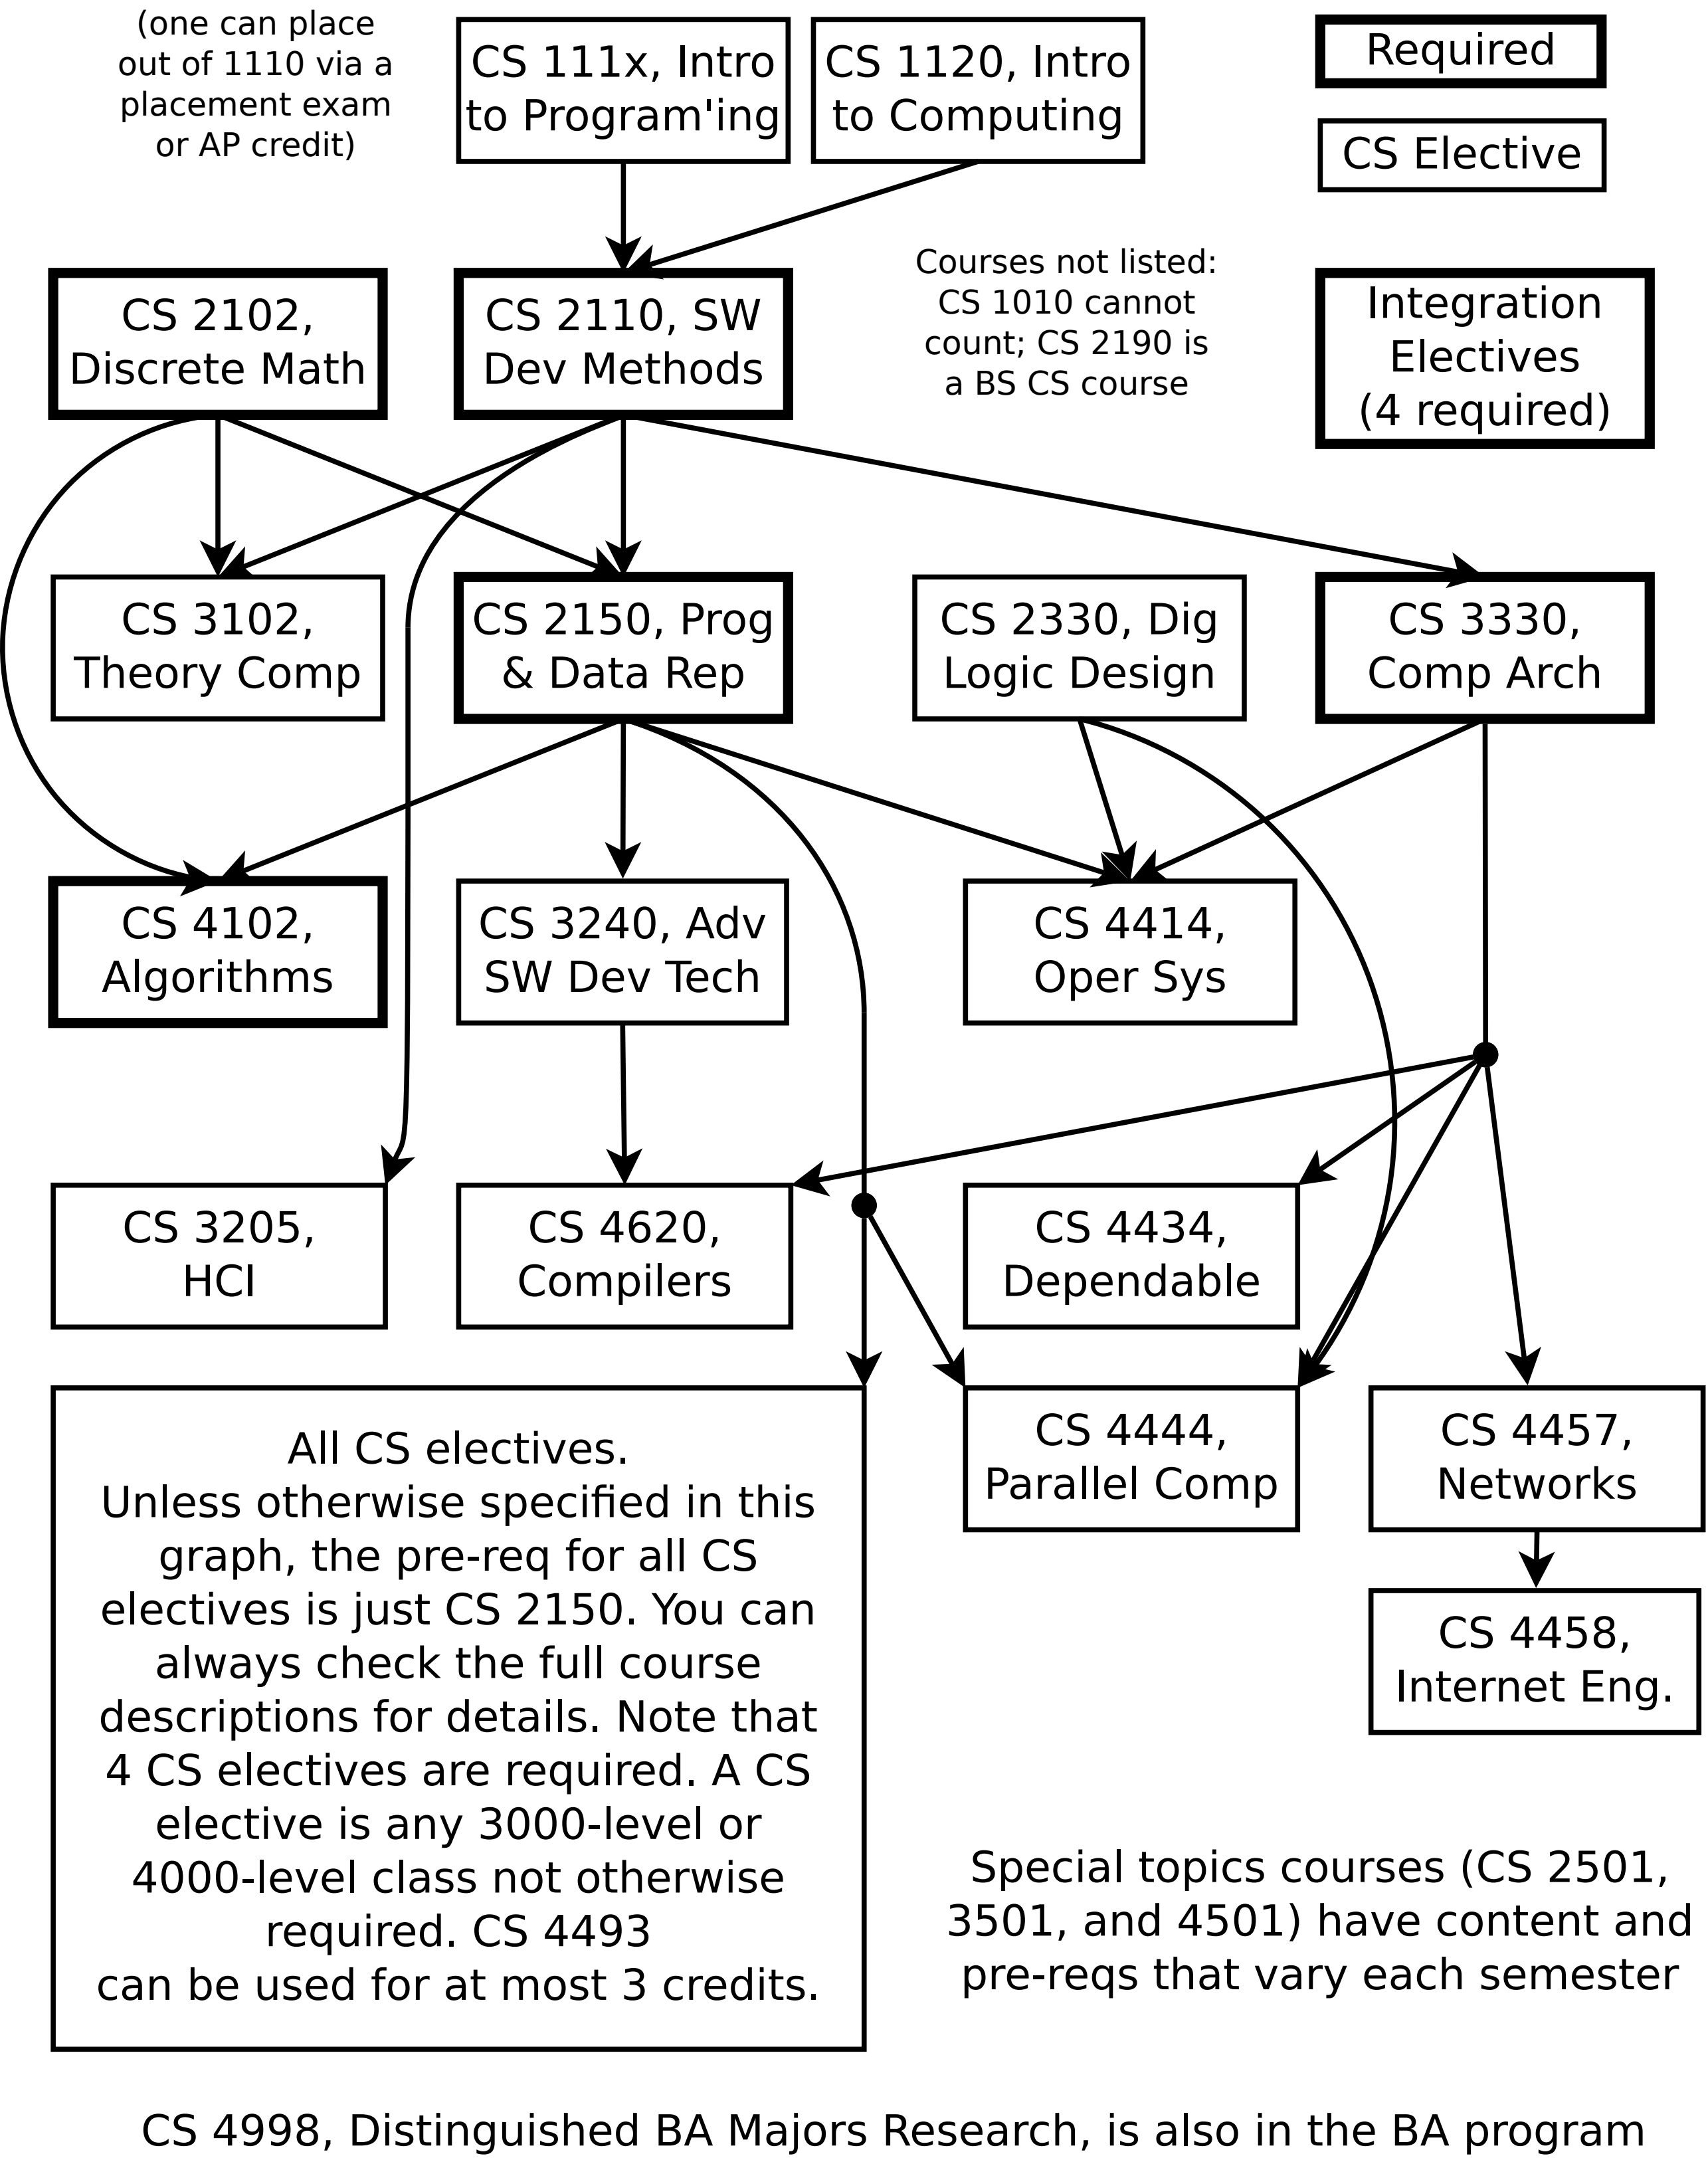 (one can place
out of 1110 via a
placement exam
or AP credit)
CS 111x, Intro
to Program'ing
CS 1120, Intro
to Computing
Required
CS Elective
Courses not listed:
CS 1010 cannot
count; CS 2190 is
a BS CS course
Integration
Electives
(4 required)
CS 2102,
Discrete Math
CS 2110, SW
Dev Methods
CS 3102,
Theory Comp
CS 2150, Prog
& Data Rep
CS 2330, Dig
Logic Design
CS 3330,
Comp Arch
CS 4102,
Algorithms
CS 3240, Adv
SW Dev Tech
CS 4414,
Oper Sys
CS 3205,
HCI
CS 4620,
Compilers
CS 4434,
Dependable
All CS electives.
Unless otherwise specified in this
graph, the pre-req for all CS
electives is just CS 2150. You can
always check the full course
descriptions for details. Note that
4 CS electives are required. A CS
elective is any 3000-level or
4000-level class not otherwise
required. CS 4493
can be used for at most 3 credits.
CS 4444,
Parallel Comp
CS 4457,
Networks
CS 4458,
Internet Eng.
Special topics courses (CS 2501,
3501, and 4501) have content and
pre-reqs that vary each semester
CS 4998, Distinguished BA Majors Research, is also in the BA program